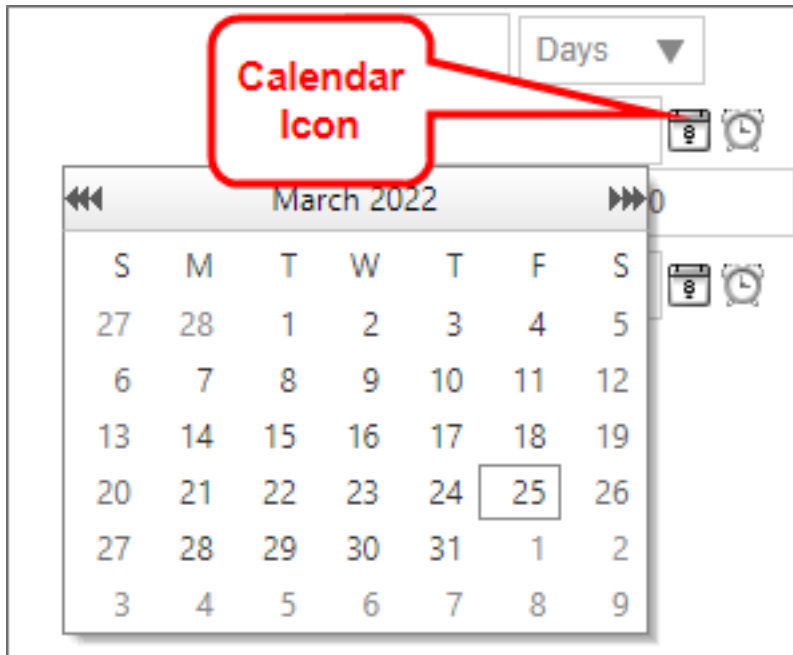 Days
Calendar
Icon
8
March 2022
0
S M T W T F S
27 28 1 2 3 4 5
6 7 8 9 10 11 12
8
13 14 15 16 17 18 19
20 21 22 23 24 25 26
27 28 29 30 31 1 2
3 4 5 6 7 8 9